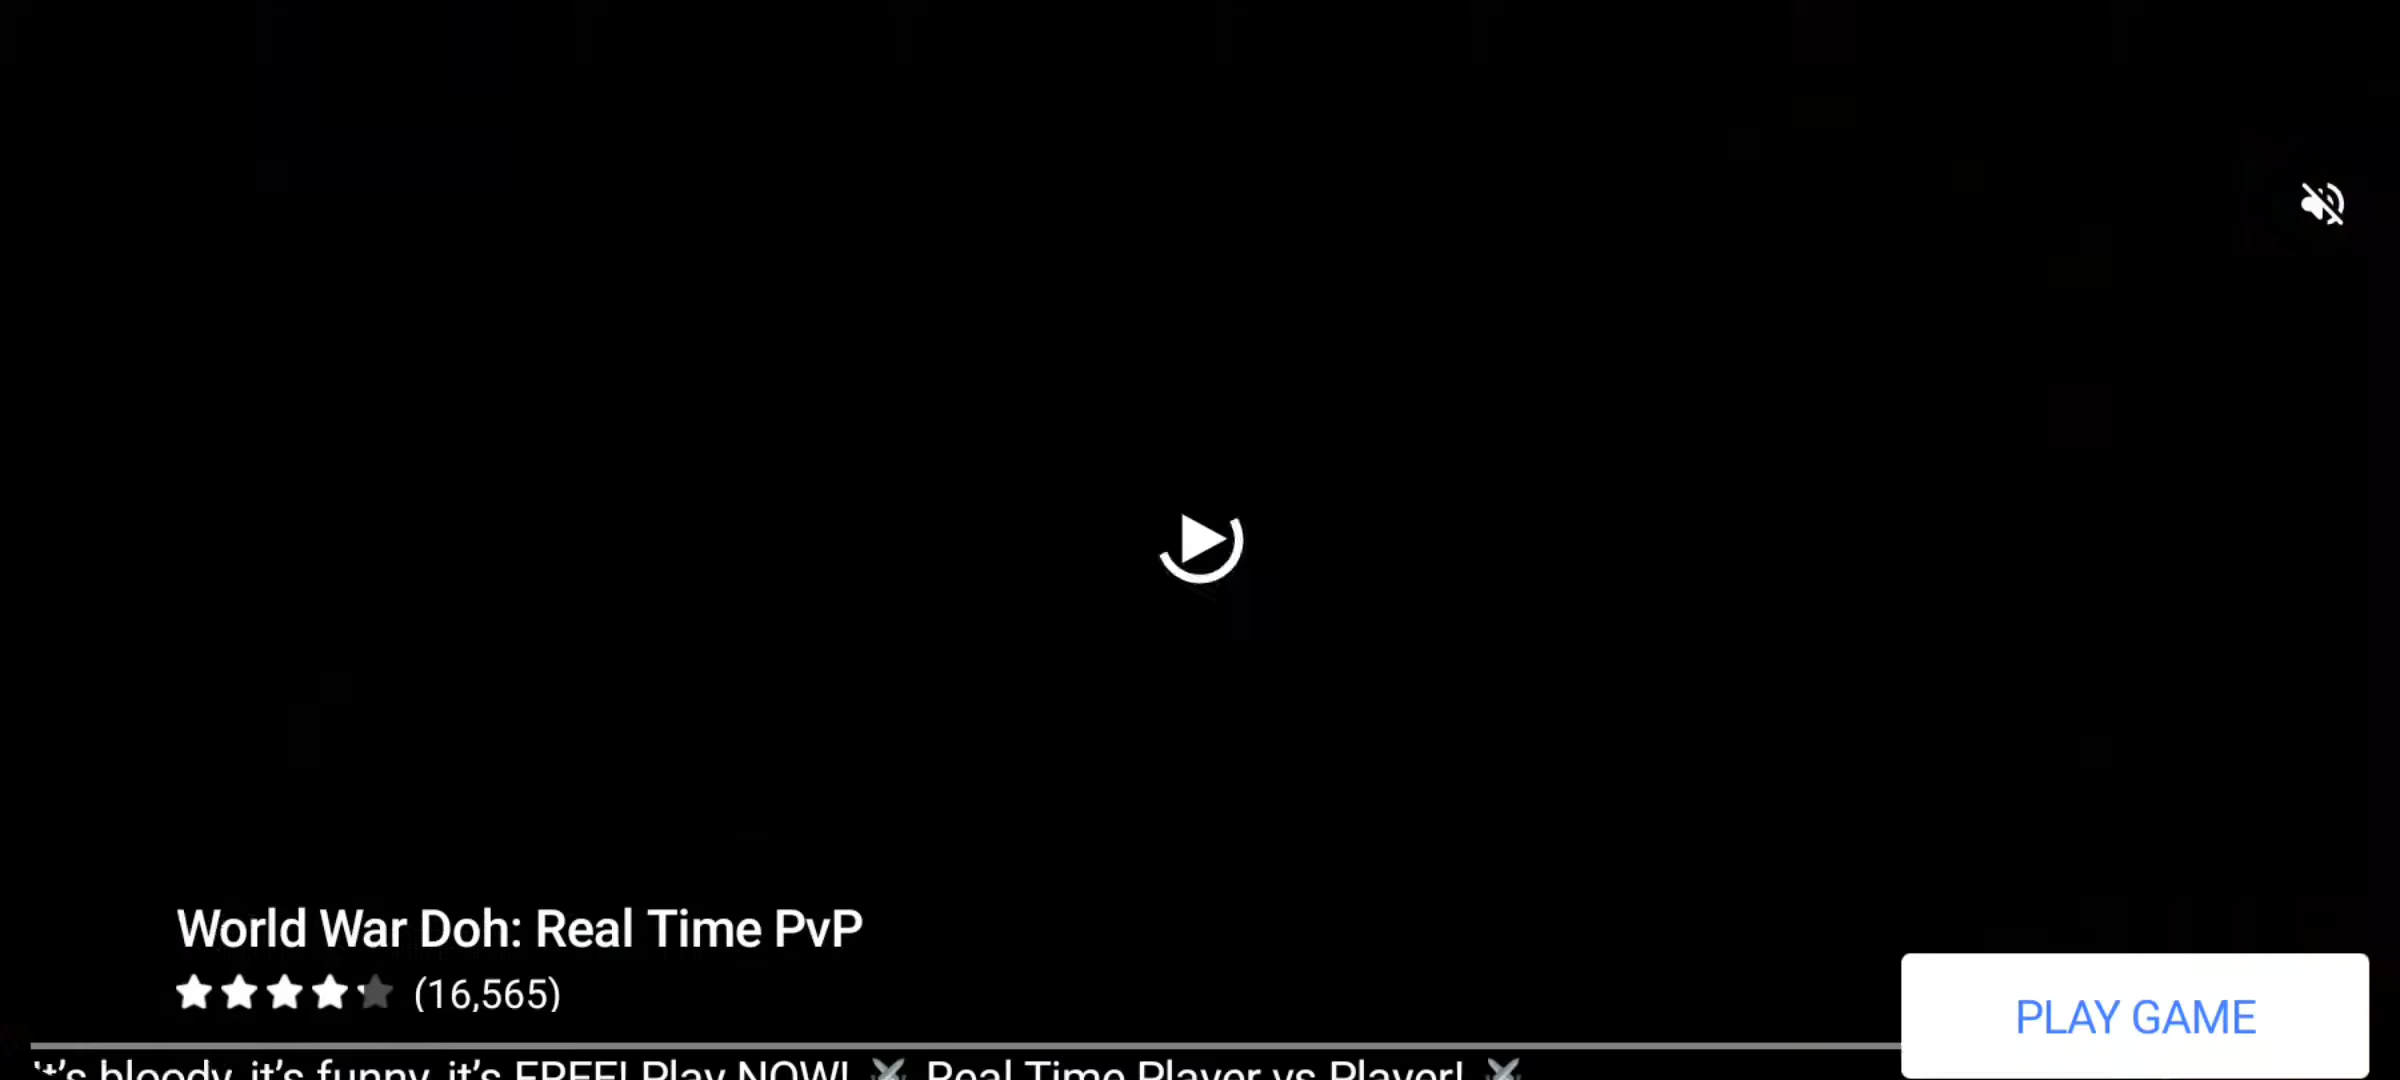 World War Doh: Real Time PvP
(16,565)
PLAY GAME
It’s bloody, it’s funny, it’s FREE! Play NOW! ⚔ Real Time Player vs Player! ⚔